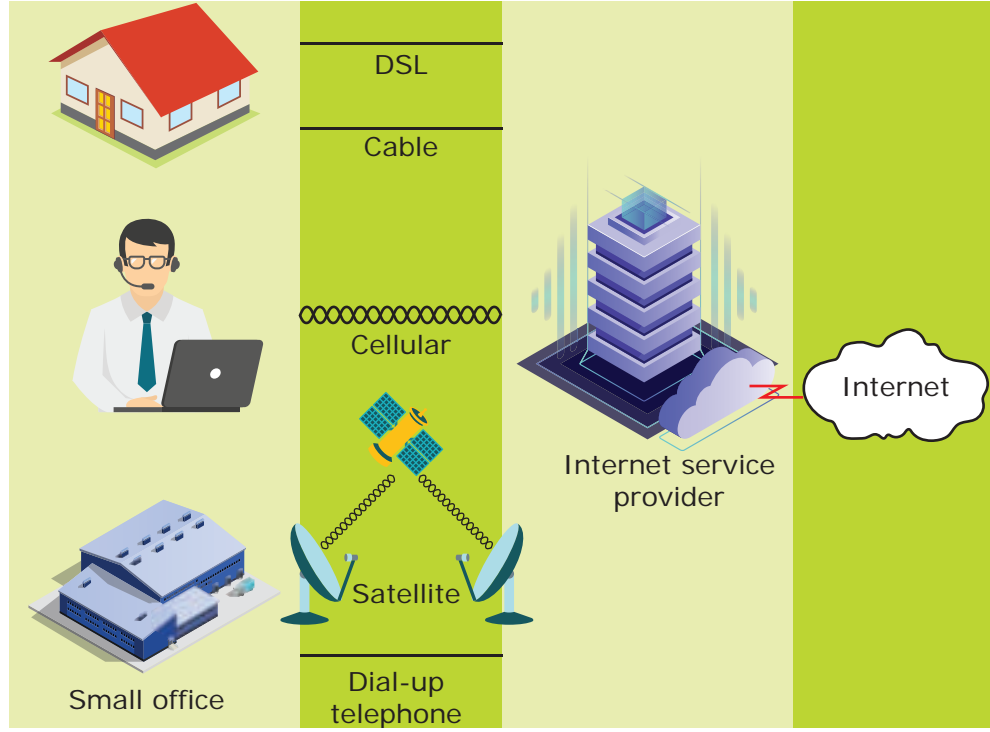 DSL
Cable
Cellular
Internet
Internet service
provider
Satellite
Small office
Dial-up
telephone